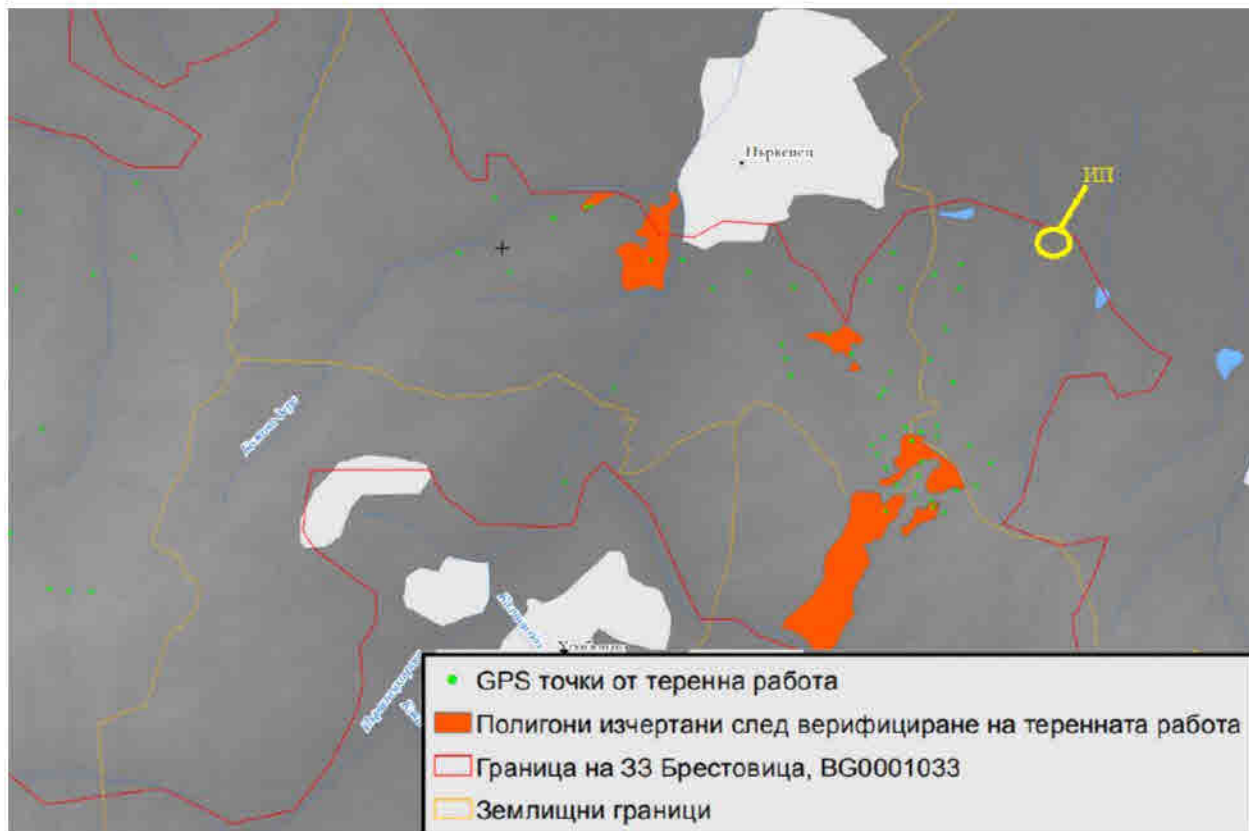 Първенец
ИП
GPS точки от теренна работа
Полигони изчертани след верифициране на теренната работа
Граница на ЗЗ Брестовица, BG0001033
Землищни граници